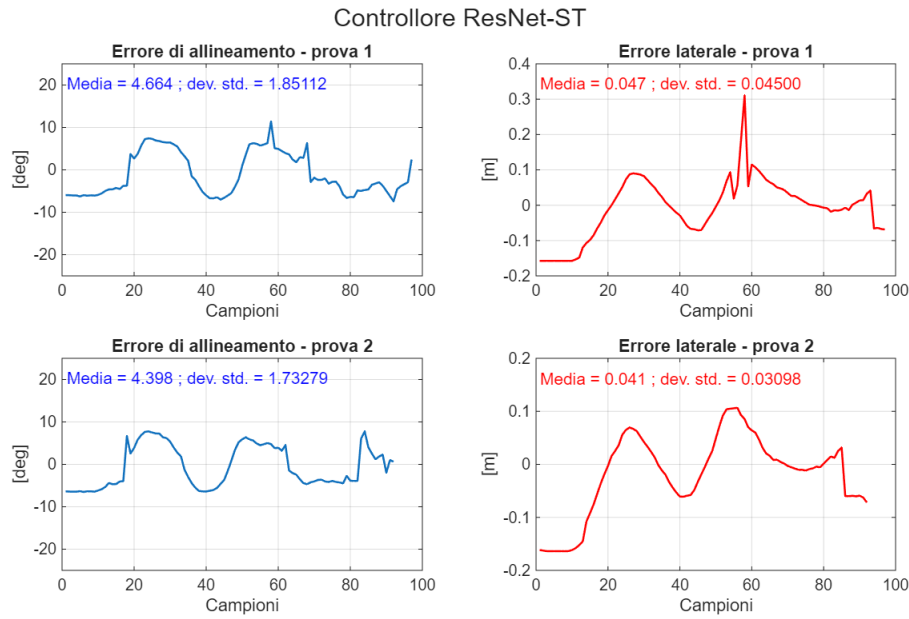 Controllore ResNet-ST
Errore di allineamento - prova 1
Media = 4.664 ; dev. std. = 1.85112
20
10
0
-10
-20
[deg]
0 20 40 60 80 100
Campioni
Errore laterale - prova 1
Media = 0.047 ; dev. std. = 0.04500
0.4
0.3
0.2
0.1
0
-0.1
-0.2
[m]
0 20 40 60 80 100
Campioni
Errore di allineamento - prova 2
Media = 4.398 ; dev. std. = 1.73279
20
10
0
-10
-20
[deg]
0 20 40 60 80 100
Campioni
Errore laterale - prova 2
Media = 0.041 ; dev. std. = 0.03098
0.2
0.1
0
-0.1
-0.2
[m]
0 20 40 60 80 100
Campioni